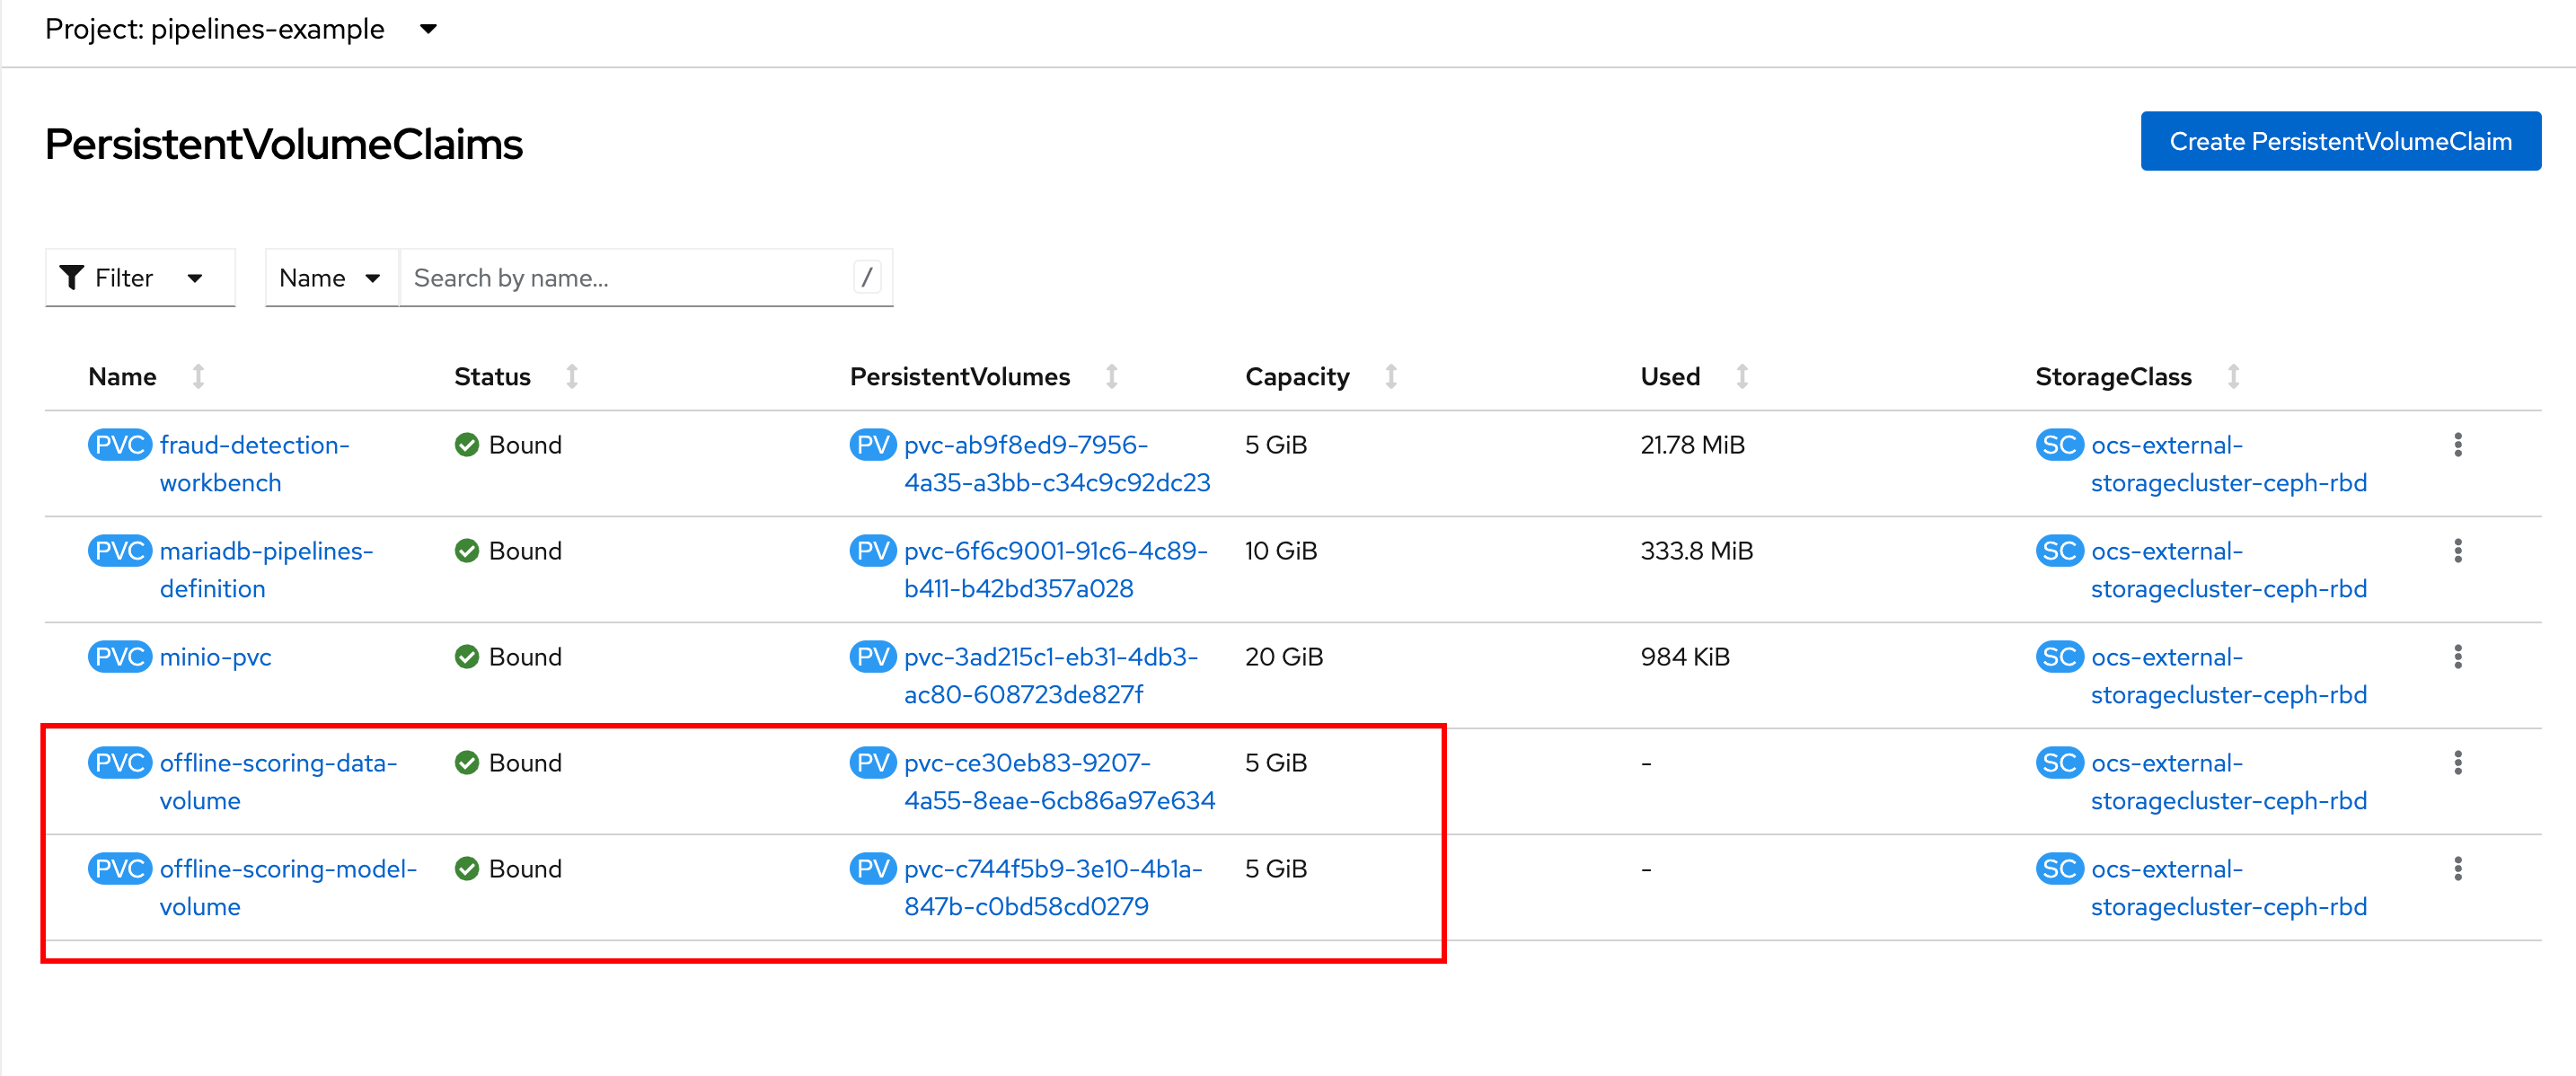 Project: pipelines-example
PersistentVolumeClaims
Create PersistentVolumeClaim
Filter
Name
Search by name...
/
Name Status PersistentVolumes Capacity Used StorageClass
PVC fraud-detection- Bound PV pvc-ab9f8ed9-7956- 5 GiB 21.78 MiB SC ocs-external-
workbench 4a35-a3bb-c34c9c92dc23 storagecluster-ceph-rbd
PVC mariadb-pipelines- Bound PV pvc-6f6c9001-91c6-4c89- 10 GiB 333.8 MiB SC ocs-external-
definition b411-b42bd357a028 storagecluster-ceph-rbd
PVC minio-pvc Bound PV pvc-3ad215c1-eb31-4db3- 20 GiB 984 KiB SC ocs-external-
ac80-608723de827f storagecluster-ceph-rbd
PVC offline-scoring-data- Bound PV pvc-ce30eb83-9207- 5 GiB - SC ocs-external-
volume 4a55-8eae-6cb86a97e634 storagecluster-ceph-rbd
PVC offline-scoring-model- Bound PV pvc-c744f5b9-3e10-4b1a- 5 GiB - SC ocs-external-
volume 847b-c0bd58cd0279 storagecluster-ceph-rbd